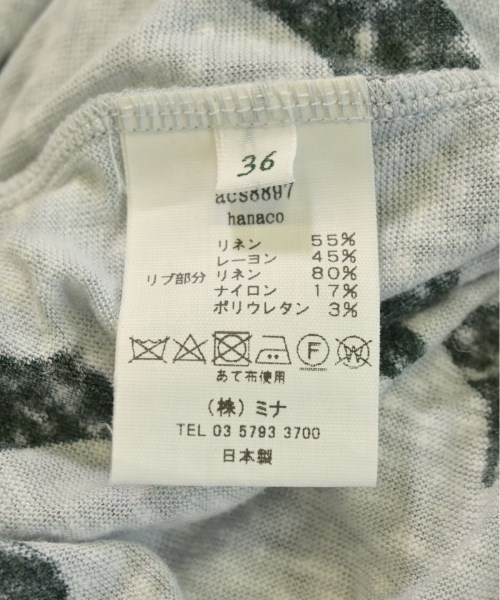 36
acs8897
hanaco
リネン 55%
レーヨン 45%
リブ部分 リネン 80%
ナイロン 17%
ポリウレタン 3%
F W
あて布使用
(株)ミナ
TEL 03 5793 3700
日本製